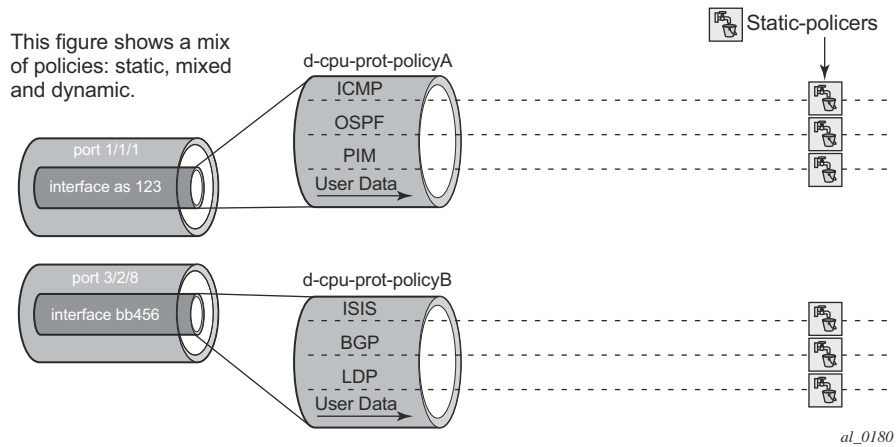 Static-policers
This figure shows a mix
of policies: static, mixed
and dynamic.
d-cpu-prot-policyA
ICMP
OSPF
PIM
User Data
port 1/1/1
interface as 123
port 3/2/8
interface bb456
d-cpu-prot-policyB
ISIS
BGP
LDP
User Data
al_0180